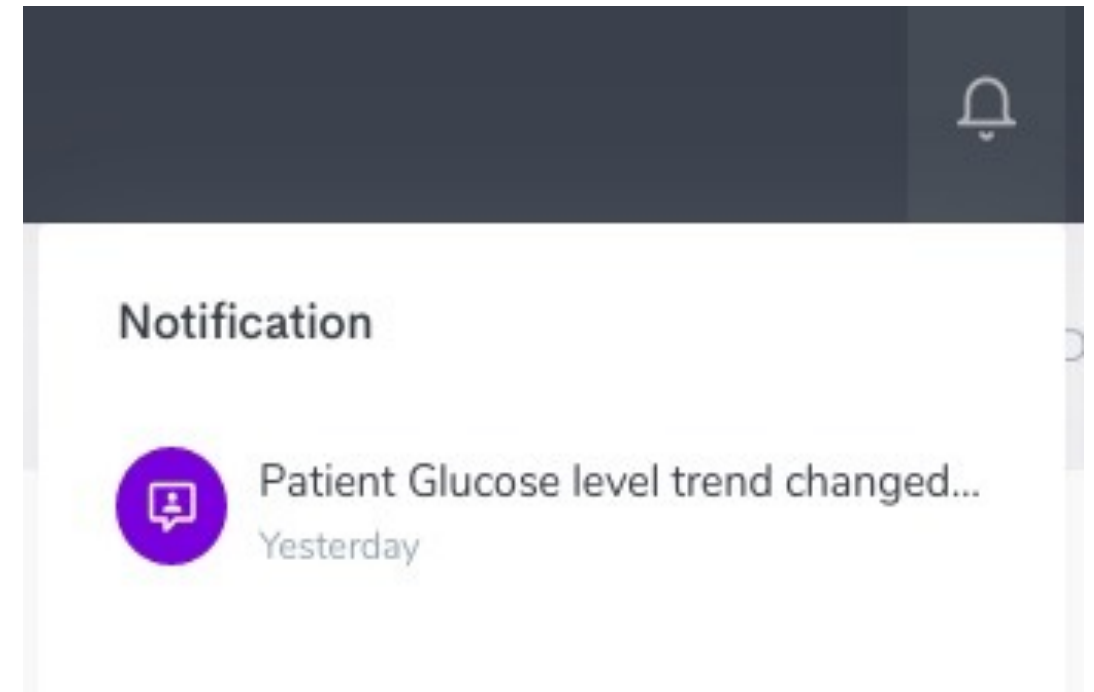 Notification
Patient Glucose level trend changed...
Yesterday